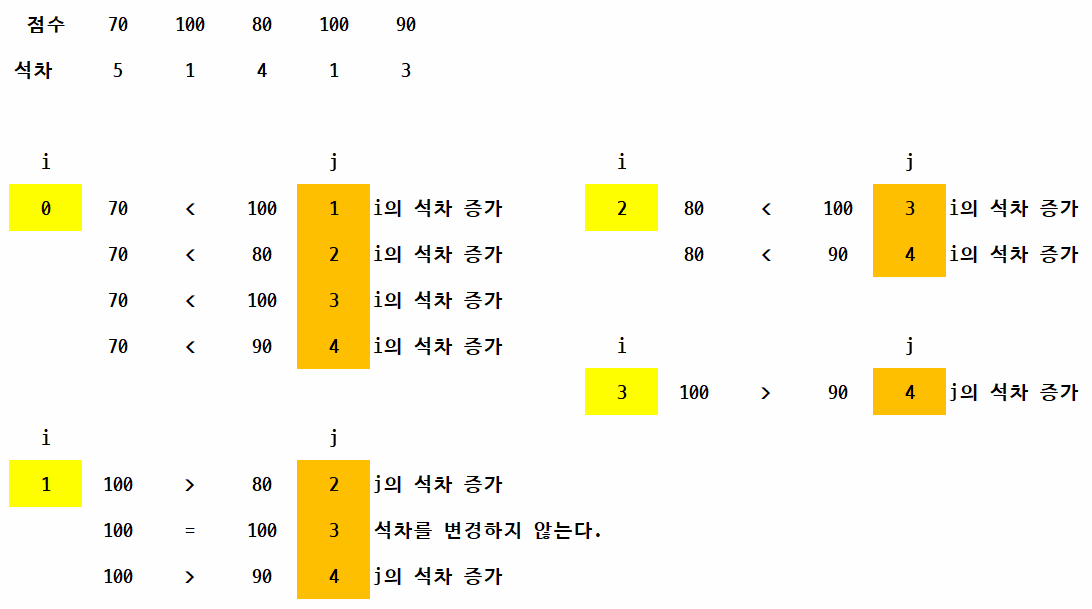 점수 70 100 80 100 90
석차 5 1 4 1 3
i j
0 70 < 100 1 i의 석차 증가
70 < 80 2 i의 석차 증가
70 < 100 3 i의 석차 증가
70 < 90 4 i의 석차 증가
i j
1 100 > 80 2 j의 석차 증가
100 = 100 3 석차를 변경하지 않는다.
100 > 90 4 j의 석차 증가
i j
2 80 < 100 3 i의 석차 증가
80 < 90 4 i의 석차 증가
i j
3 100 > 90 4 j의 석차 증가